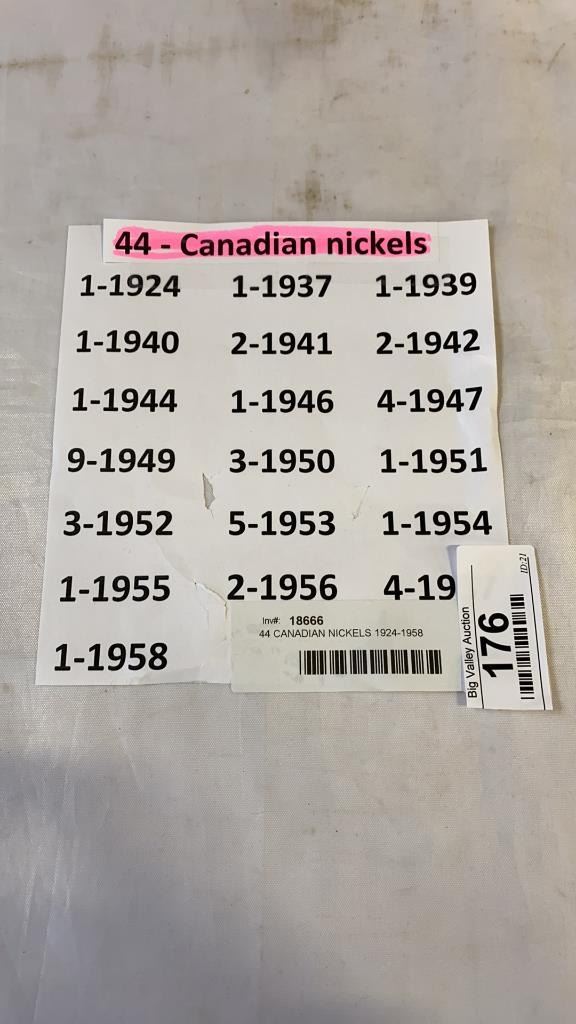 44 - Canadian nickels
1-1924 1-1937 1-1939
1-1940 2-1941 2-1942
1-1944 1-1946 4-1947
9-1949 3-1950 1-1951
3-1952 5-1953 1-1954
1-1955 2-1956 4-19
1-1958
Inv#: 18666
44 CANADIAN NICKELS 1924-1958
Big Valley Auction
176
ID:21